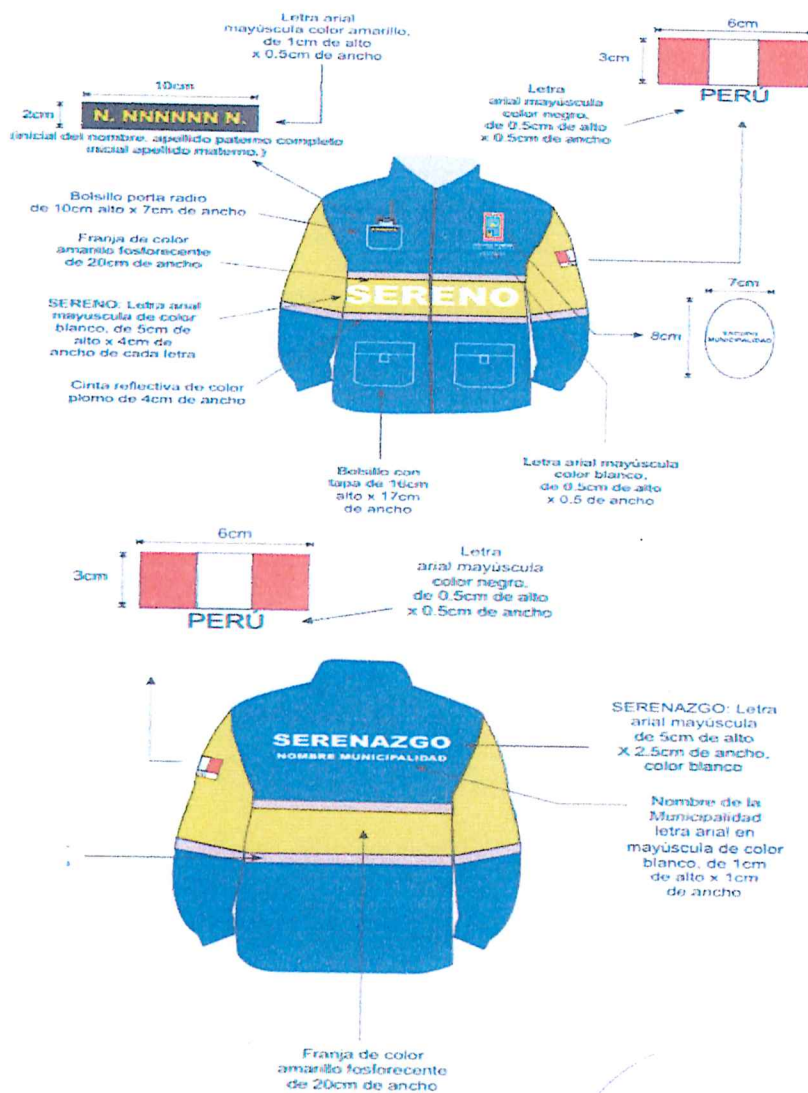 Letra arial
mayúscula color amarillo,
de 1cm de alto
x 0.5cm de ancho
10cm
2cm
N. NNNNNN N.
(inicial del nombre, apellido paterno completo
inicial apellido materno.)
6cm
3cm
PERÚ
Letra
arial mayúscula
color negro,
de 0.5cm de alto
x 0.5cm de ancho
Bolsillo porta radio
de 10cm alto x 7cm de ancho
Franja de color
amarillo fosforecente
de 20cm de ancho
SERENO: Letra arial
mayuscula de color
blanco, de 5cm de
alto x 4cm de
ancho de cada letra
Cinta reflectiva de color
plomo de 4cm de ancho
SERENO
7cm
8cm
ESCUDO
MUNICIPALIDAD
Bolsillo con
tapa de 16cm
alto x 17cm
de ancho
Letra arial mayúscula
color blanco,
de 0.5cm de alto
x 0.5 de ancho
6cm
3cm
PERÚ
Letra
arial mayúscula
color negro,
de 0.5cm de alto
x 0.5cm de ancho
SERENAZGO
NOMBRE MUNICIPALIDAD
SERENAZGO: Letra
arial mayúscula
de 5cm de alto
X 2.5cm de ancho,
color blanco
Nombre de la
Municipalidad
letra arial en
mayúscula de color
blanco, de 1cm
de alto x 1cm
de ancho
Franja de color
amarillo fosforecente
de 20cm de ancho